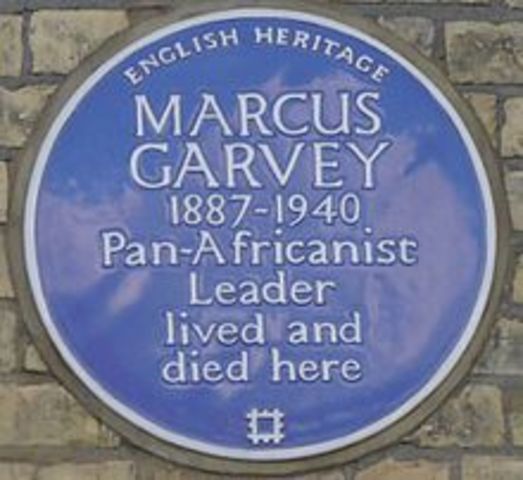 ENGLISH HERITAGE
MARCUS
GARVEY
1887-1940
Pan-Africanist
Leader
lived and
died here